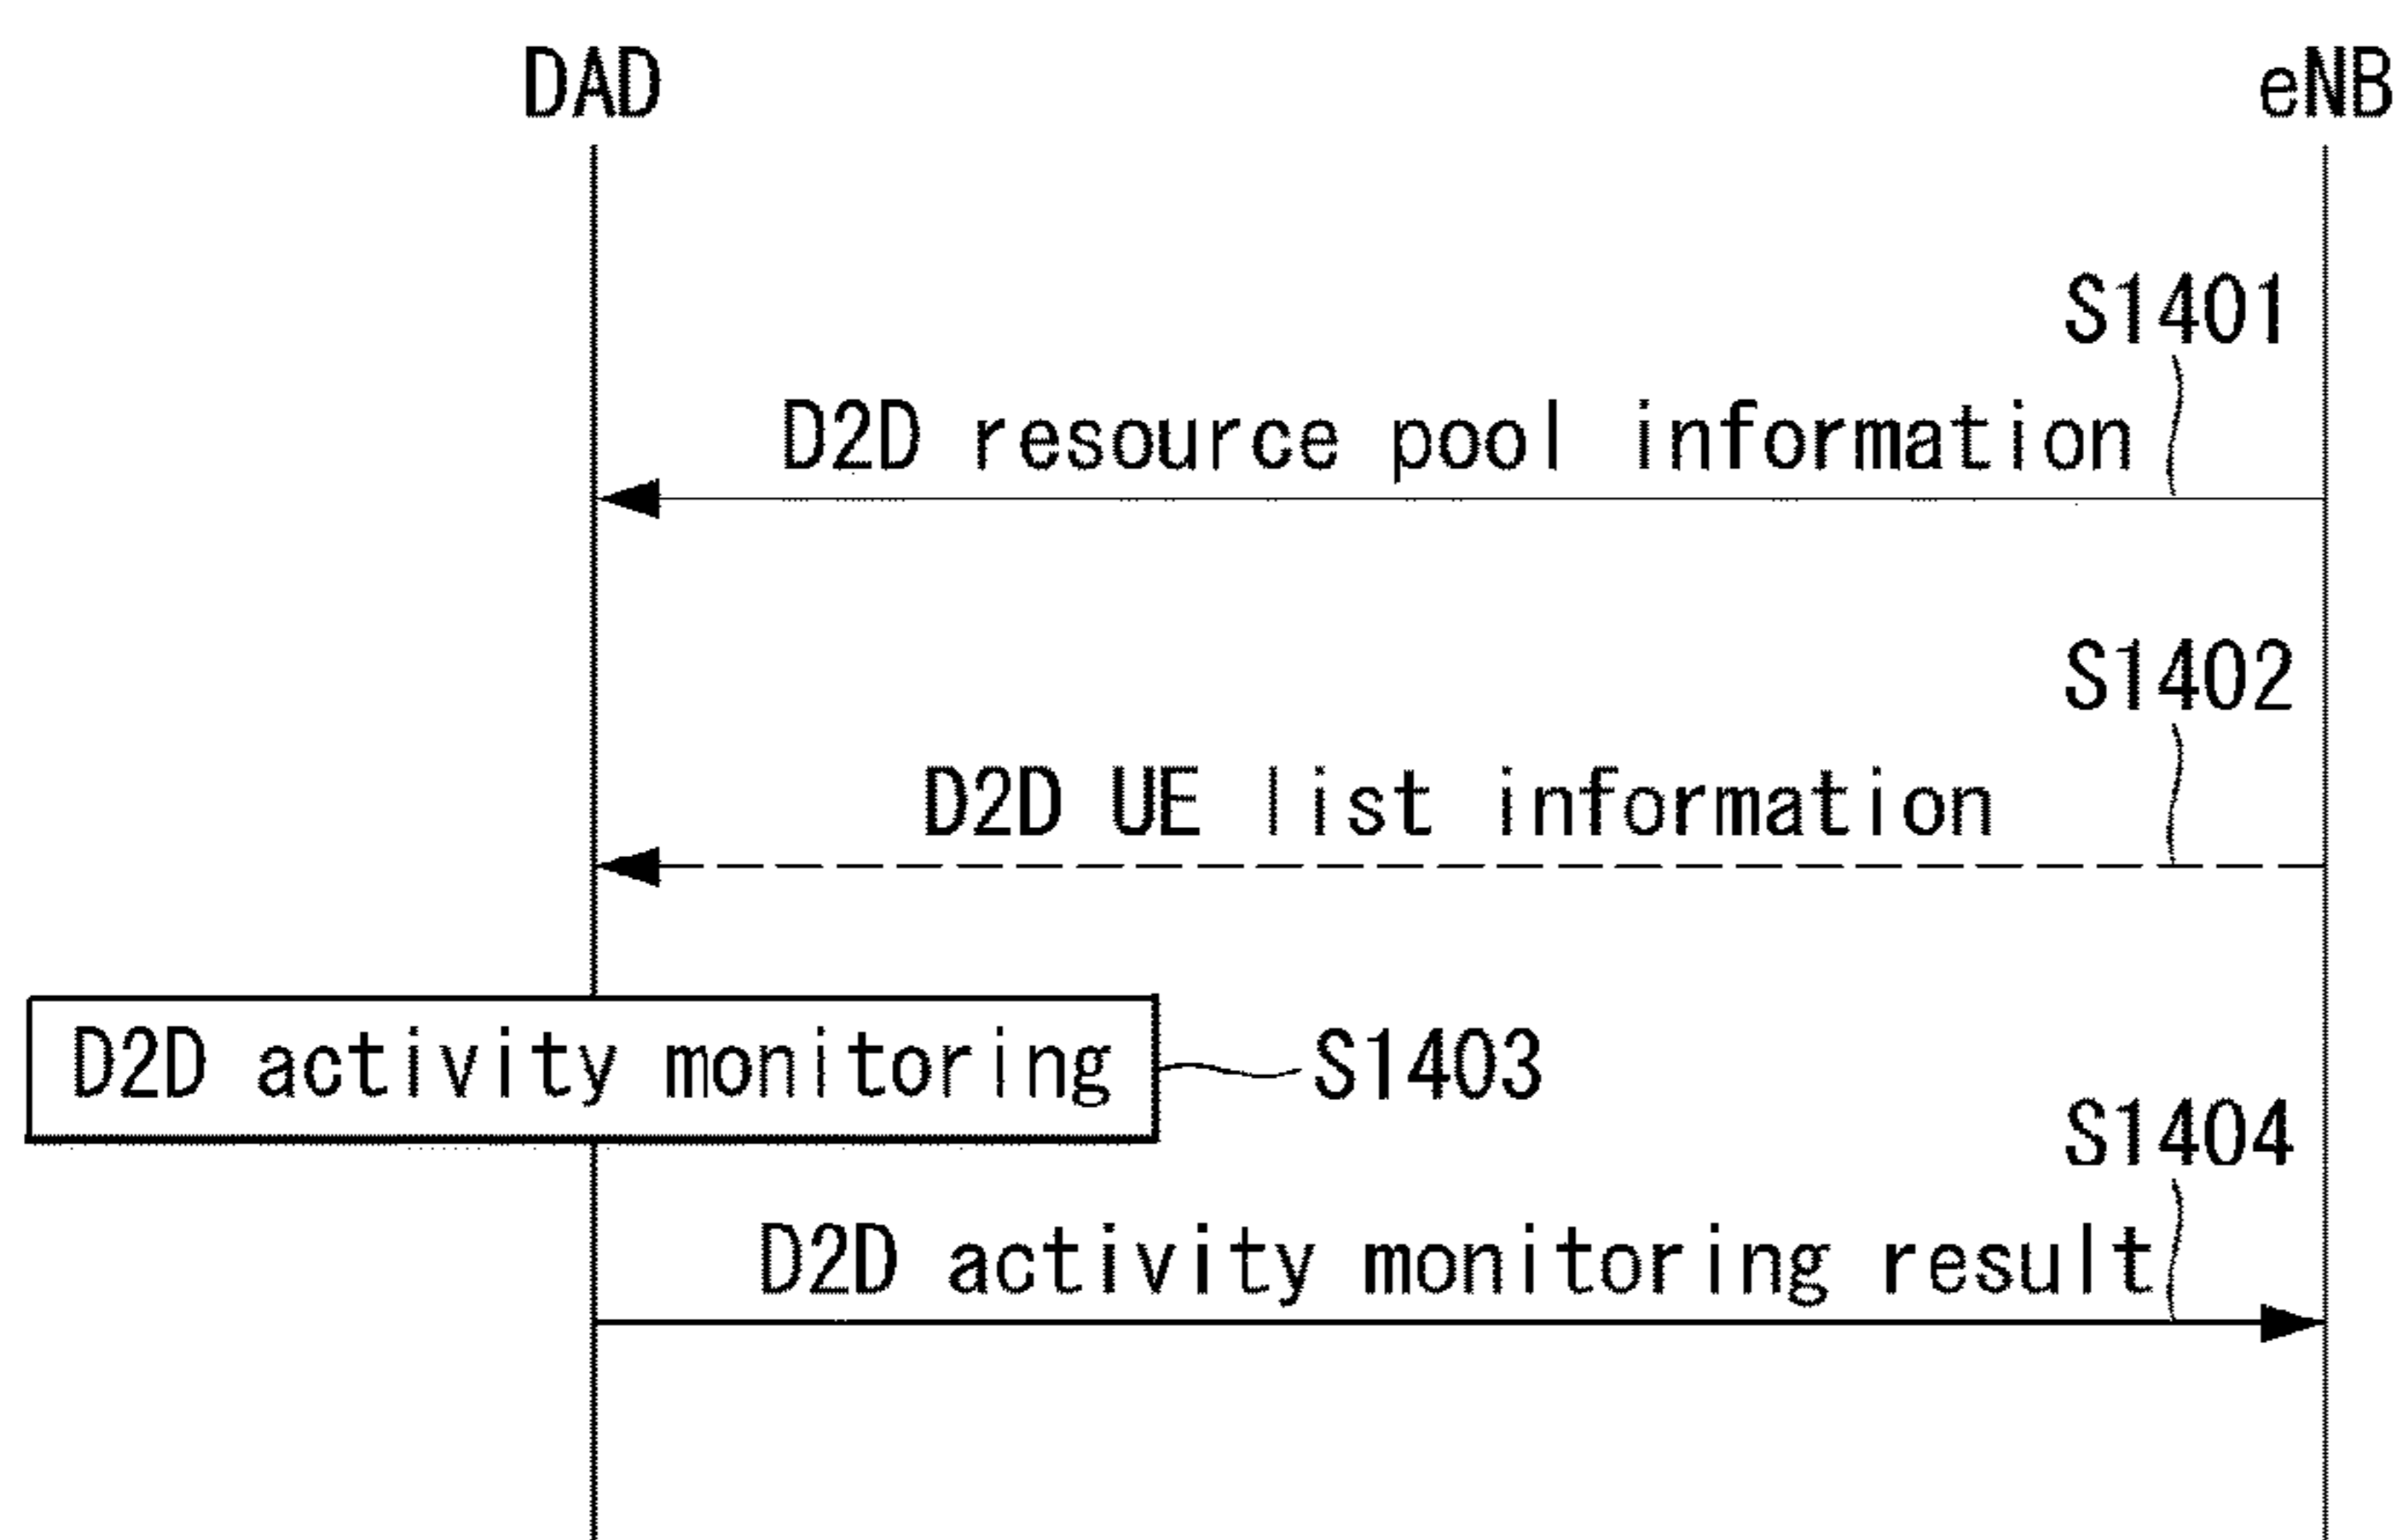 DAD
eNB
S1401
D2D resource pool information
S1402
D2D UE list information
D2D activity monitoring
S1403
S1404
D2D activity monitoring result